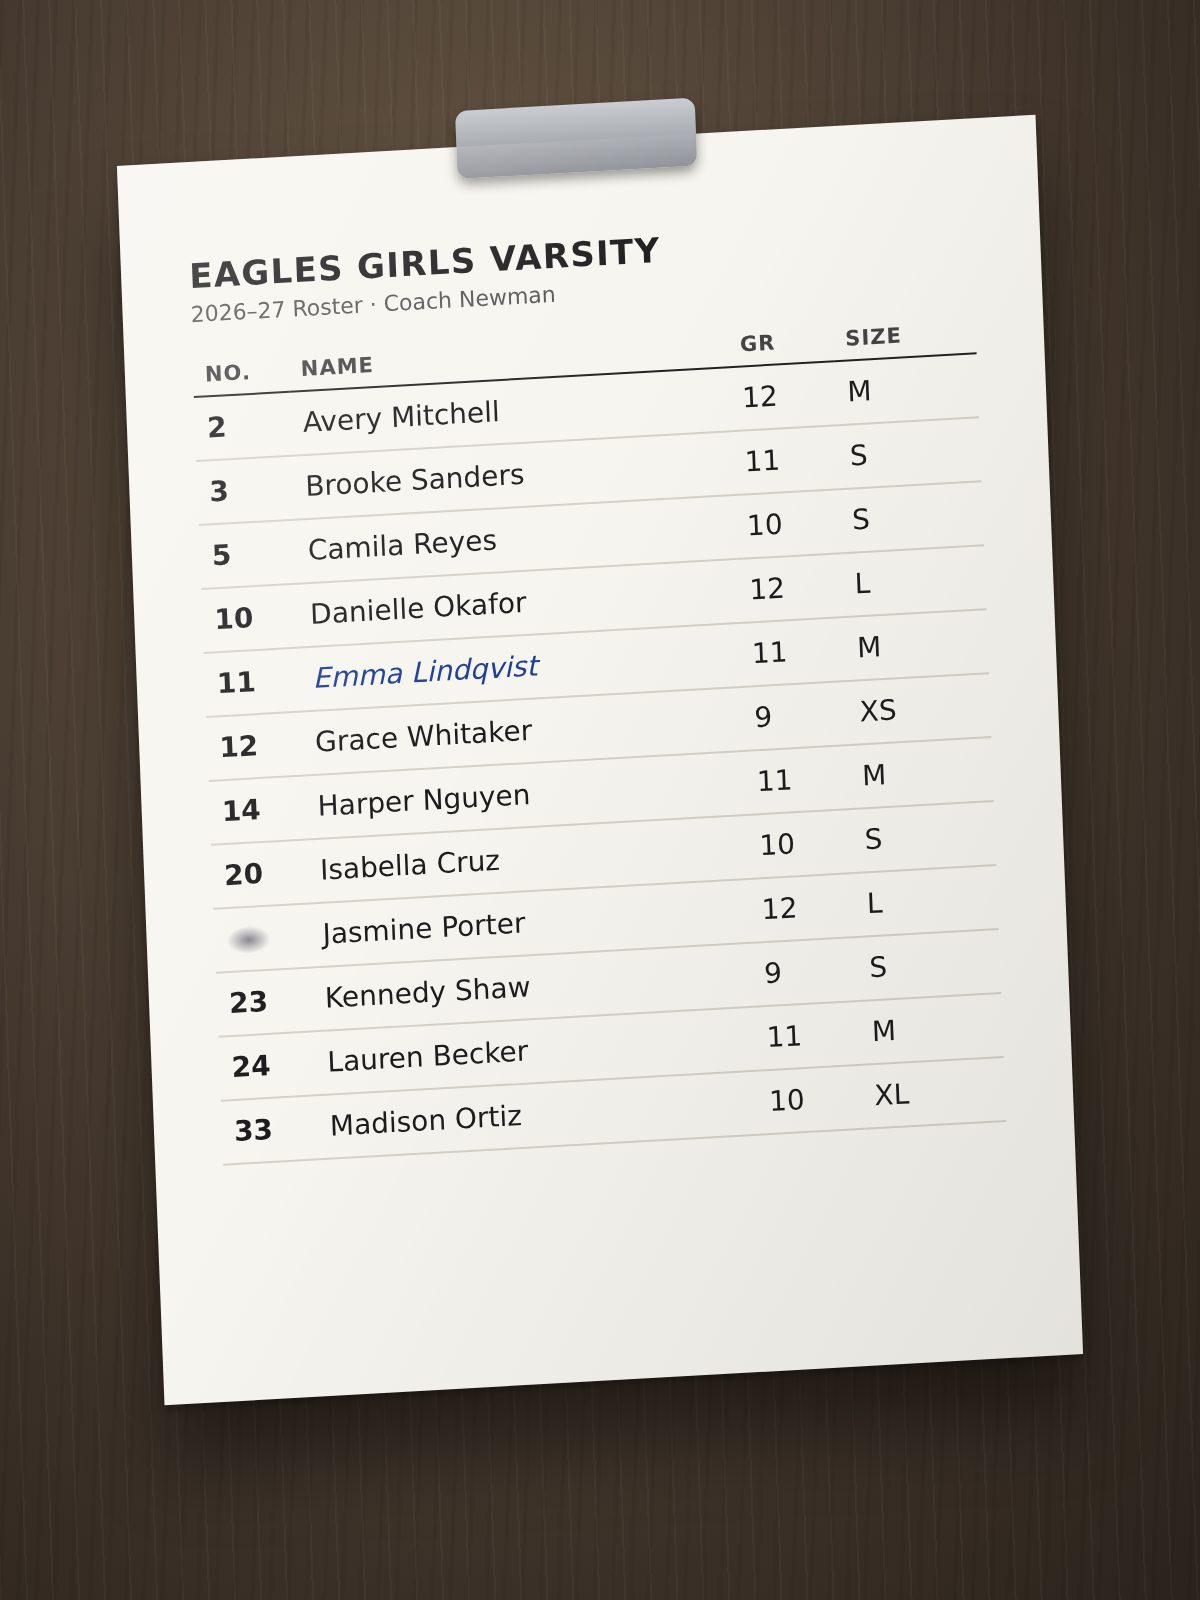 EAGLES GIRLS VARSITY
2026–27 Roster · Coach Newman
NO. NAME GR SIZE
2 Avery Mitchell 12 M
3 Brooke Sanders 11 S
5 Camila Reyes 10 S
10 Danielle Okafor 12 L
11 Emma Lindqvist 11 M
12 Grace Whitaker 9 XS
14 Harper Nguyen 11 M
20 Isabella Cruz 10 S
Jasmine Porter 12 L
23 Kennedy Shaw 9 S
24 Lauren Becker 11 M
33 Madison Ortiz 10 XL